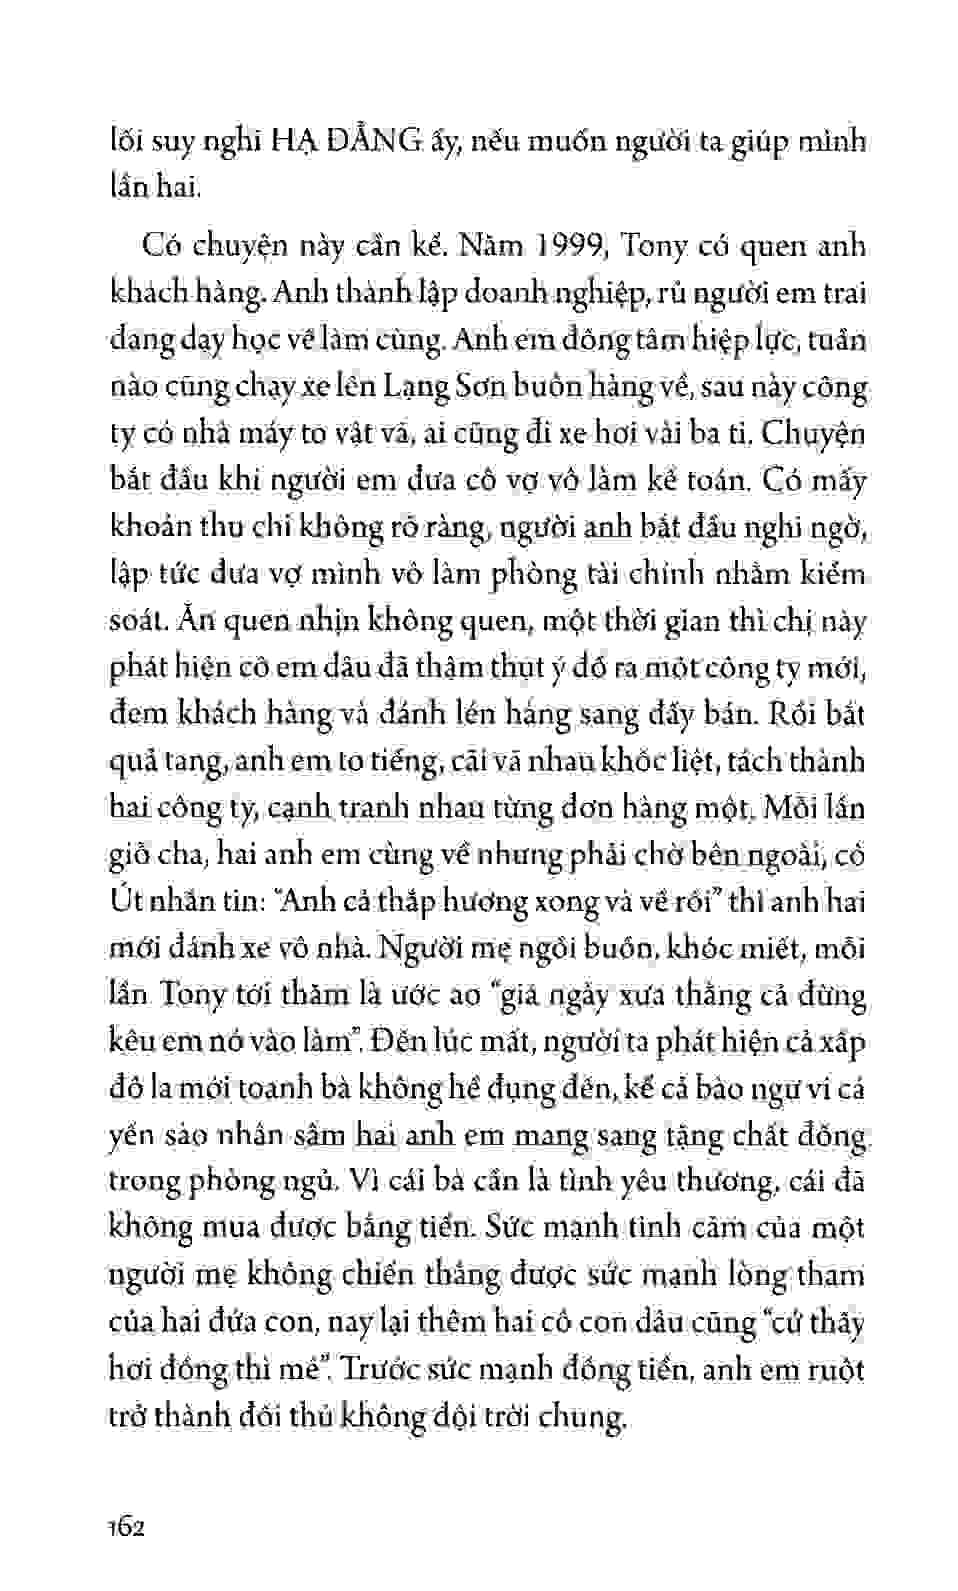 lối suy nghĩ HẠ ĐẲNG ấy, nếu muốn người ta giúp mình
lần hai.
Có chuyện này cần kể. Năm 1999, Tony có quen anh
khách hàng. Anh thành lập doanh nghiệp, rủ người em trai
đang dạy học về làm cùng. Anh em đồng tâm hiệp lực, tuần
nào cũng chạy xe lên Lạng Sơn buôn hàng về, sau này công
ty có nhà máy to vật vã, ai cũng đi xe hơi vài ba tỉ. Chuyện
bắt đầu khi người em đưa cô vợ vô làm kế toán. Có mấy
khoản thu chi không rõ ràng, người anh bắt đầu nghi ngờ,
lập tức đưa vợ mình vô làm phòng tài chính nhằm kiểm
soát. Ăn quen nhịn không quen, một thời gian thì chị này
phát hiện cô em dâu đã thậm thụt ý đồ ra một công ty mới,
đem khách hàng và đánh lén hàng sang đấy bán. Rồi bắt
quả tang, anh em to tiếng, cãi vã nhau khốc liệt, tách thành
hai công ty, cạnh tranh nhau từng đơn hàng một. Mỗi lần
giỗ cha, hai anh em cùng về nhưng phải chờ bên ngoài, cô
Út nhắn tin: “Anh cả thắp hương xong và về rồi” thì anh hai
mới đánh xe vô nhà. Người mẹ ngồi buồn, khóc miết, mỗi
lần Tony tới thăm là ước ao “giá ngày xưa thằng cả đừng
kêu em nó vào làm”. Đến lúc mất, người ta phát hiện cả xấp
đô la mới toanh bà không hề đụng đến, kể cả bào ngư vi cá
yến sào nhân sâm hai anh em mang sang tặng chất đống
trong phòng ngủ. Vì cái bà cần là tình yêu thương, cái đã
không mua được bằng tiền. Sức mạnh tình cảm của một
người mẹ không chiến thắng được sức mạnh lòng tham
của hai đứa con, nay lại thêm hai cô con dâu cũng “cứ thấy
hơi đồng thì mê”. Trước sức mạnh đồng tiền, anh em ruột
trở thành đối thủ không đội trời chung.
162